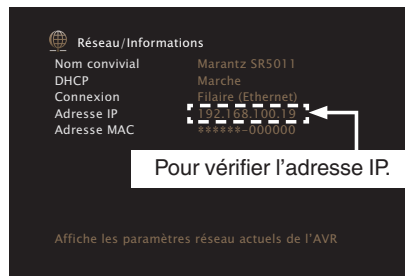 Réseau/Informations
Nom convivial Marantz SR5011
DHCP Marche
Connexion Filaire (Ethernet)
Adresse IP 192.168.100.19
Adresse MAC ******-000000
Pour vérifier l'adresse IP.
Affiche les paramètres réseau actuels de l'AVR